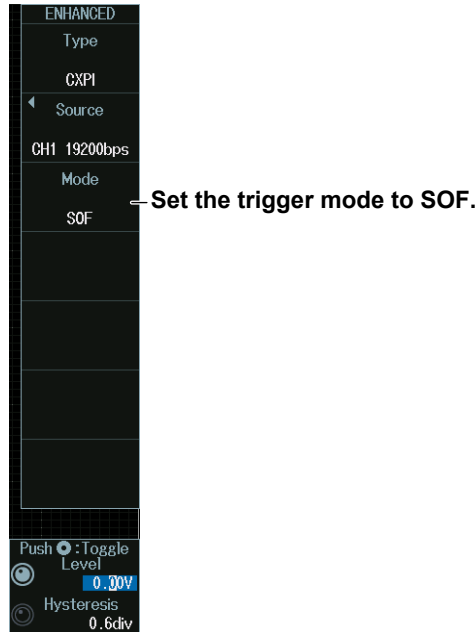 ENHANCED
Type
CXPI
Source
CH1 19200bps
Mode
SOF
Set the trigger mode to SOF.
Push :Toggle
Level
0.00V
Hysteresis
0.6div